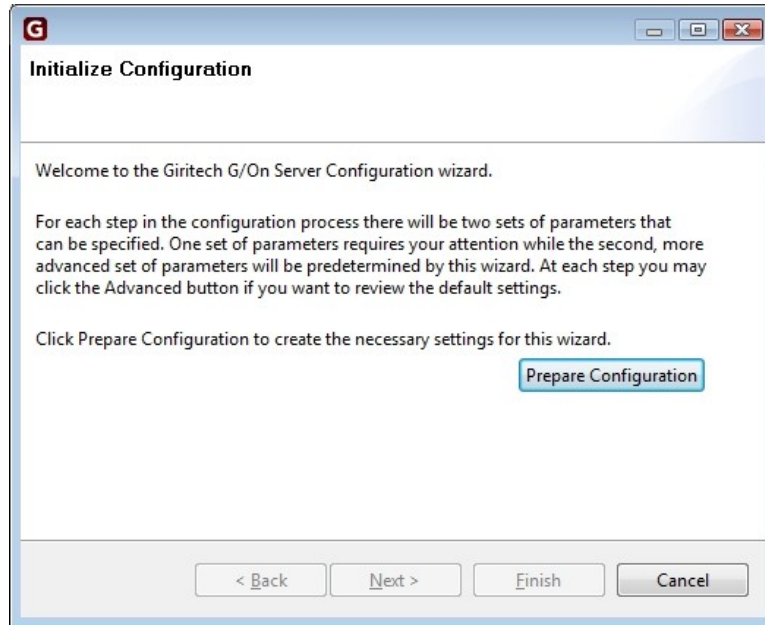 G
Initialize Configuration
Welcome to the Giritech G/On Server Configuration wizard.
For each step in the configuration process there will be two sets of parameters that
can be specified. One set of parameters requires your attention while the second, more
advanced set of parameters will be predetermined by this wizard. At each step you may
click the Advanced button if you want to review the default settings.
Click Prepare Configuration to create the necessary settings for this wizard.
Prepare Configuration
< Back Next > Finish Cancel